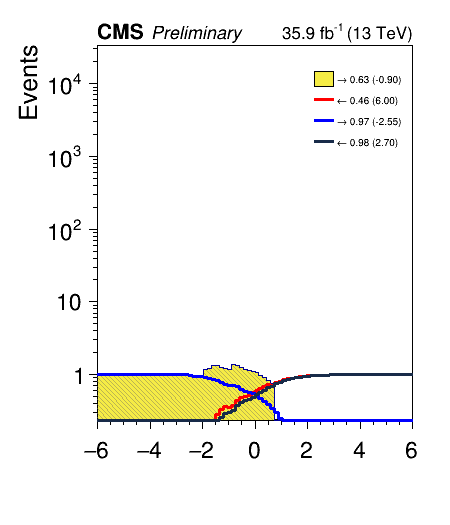 CMS Preliminary 35.9 fb⁻¹ (13 TeV)
Events
→ 0.63 (-0.90)
← 0.46 (6.00)
→ 0.97 (-2.55)
← 0.98 (2.70)
10⁴
10³
10²
10
1
−6 −4 −2 0 2 4 6